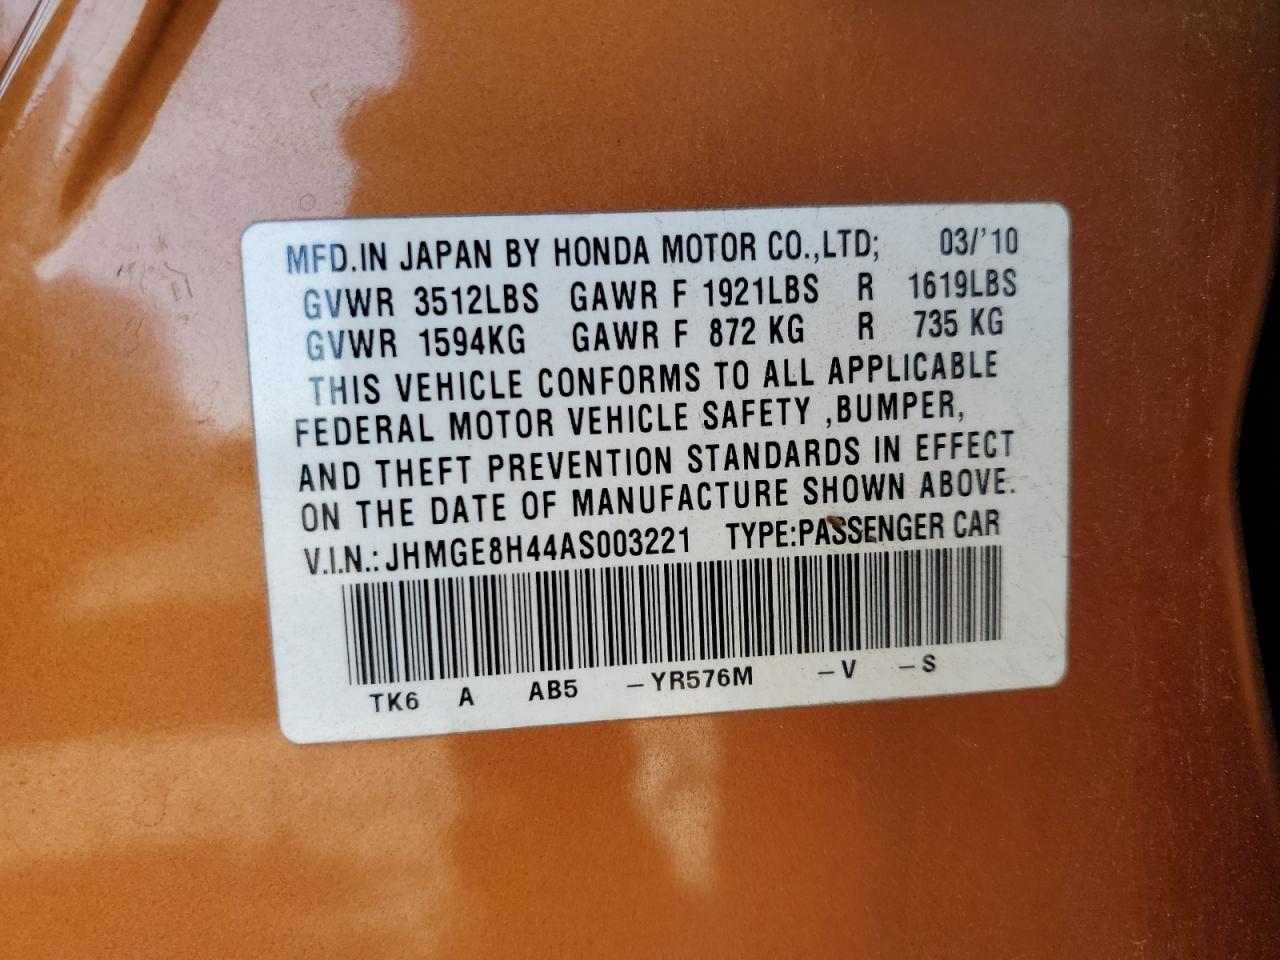 MFD.IN JAPAN BY HONDA MOTOR CO.,LTD; 03/'10
GVWR 3512LBS GAWR F 1921LBS R 1619LBS
GVWR 1594KG GAWR F 872 KG R 735 KG
THIS VEHICLE CONFORMS TO ALL APPLICABLE
FEDERAL MOTOR VEHICLE SAFETY ,BUMPER,
AND THEFT PREVENTION STANDARDS IN EFFECT
ON THE DATE OF MANUFACTURE SHOWN ABOVE.
V.I.N.: JHMGE8H44AS003221 TYPE:PASSENGER CAR
TK6 A AB5 –YR576M –V –S